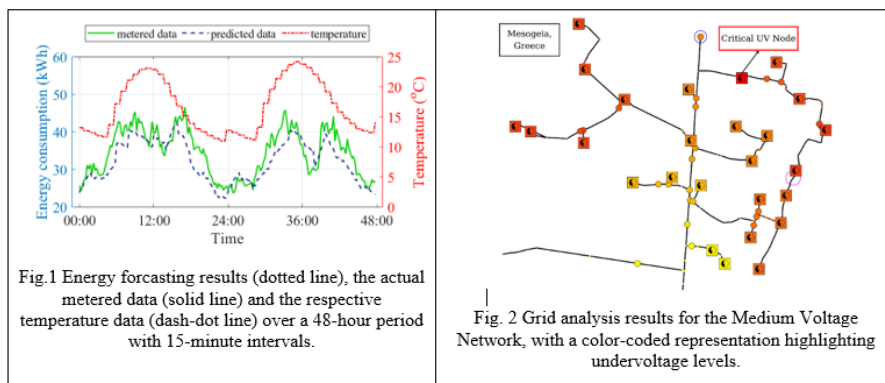 metered data predicted data temperature
Energy consumption (kWh)
60
50
40
30
20
25
20
15
10
5
0
Temperature (°C)
00:00 12:00 24:00 36:00 48:00
Time
Fig.1 Energy forcasting results (dotted line), the actual
metered data (solid line) and the respective
temperature data (dash-dot line) over a 48-hour period
with 15-minute intervals.
Mesogeia,
Greece
Critical UV Node
Fig. 2 Grid analysis results for the Medium Voltage
Network, with a color-coded representation highlighting
undervoltage levels.